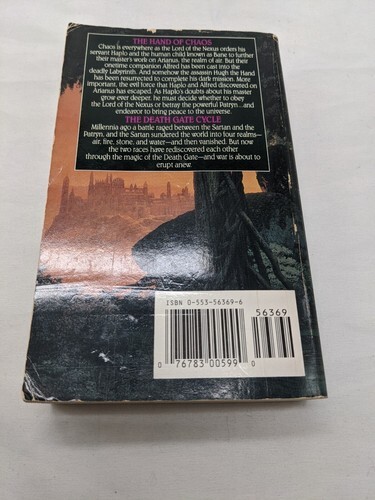 THE HAND OF CHAOS
Chaos is everywhere as the Lord of the Nexus orders his
servant Haplo and the human child known as Bane to further
their master's work on Arianus, the realm of air. But their
onetime companion Alfred has been cast into the
deadly Labyrinth. And somehow the assassin Hugh the Hand
has been resurrected to complete his dark mission. More
important, the evil force that Haplo and Alfred discovered on
Arianus has escaped. As Haplo's doubts about his master
grow ever deeper, he must decide whether to obey
the Lord of Nexus or betray the powerful Patryn...and
endeavor to bring peace to the universe.
THE DEATH GATE CYCLE
Millennia ago a battle raged between the Sartan and the
Patryn, and the Sartan sundered the world into four realms—
air, fire, stone, and water—and then vanished. But now
the two races have rediscovered each other
through the magic of the Death Gate—and war is about to
erupt anew.
ISBN 0-553-56369-6
56369
0 76783 00599 0